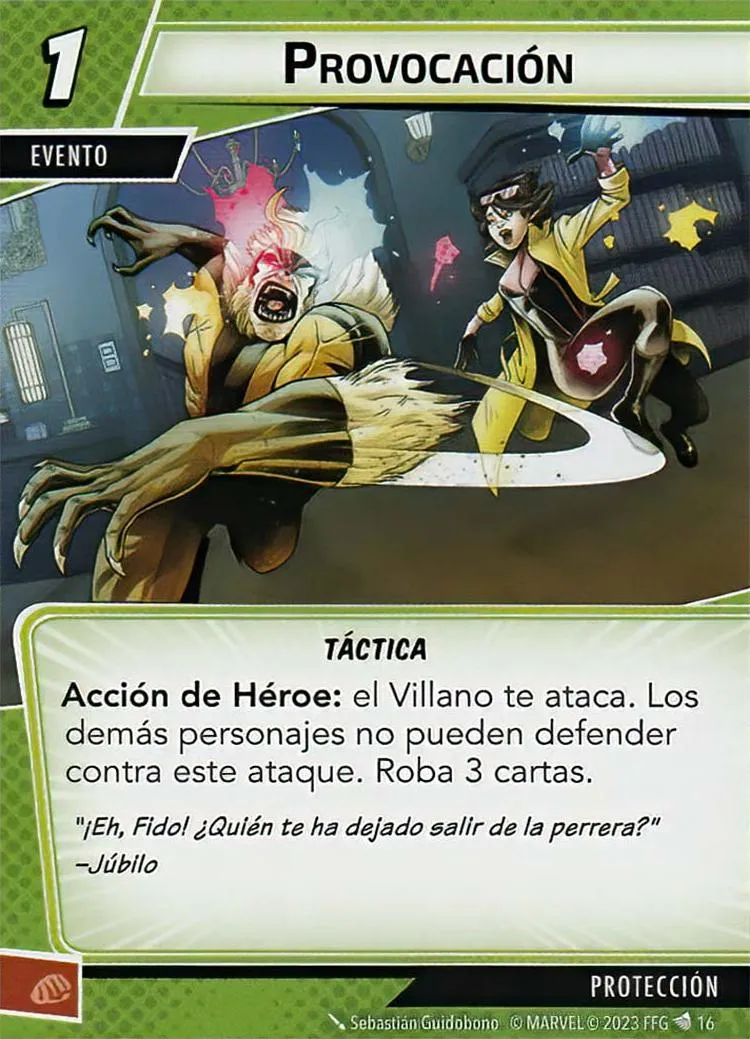 1
PROVOCACIÓN
EVENTO
TÁCTICA
Acción de Héroe: el Villano te ataca. Los
demás personajes no pueden defender
contra este ataque. Roba 3 cartas.
"¡Eh, Fido! ¿Quién te ha dejado salir de la perrera?"
–Júbilo
PROTECCIÓN
Sebastián Guidobono © MARVEL © 2023 FFG 16